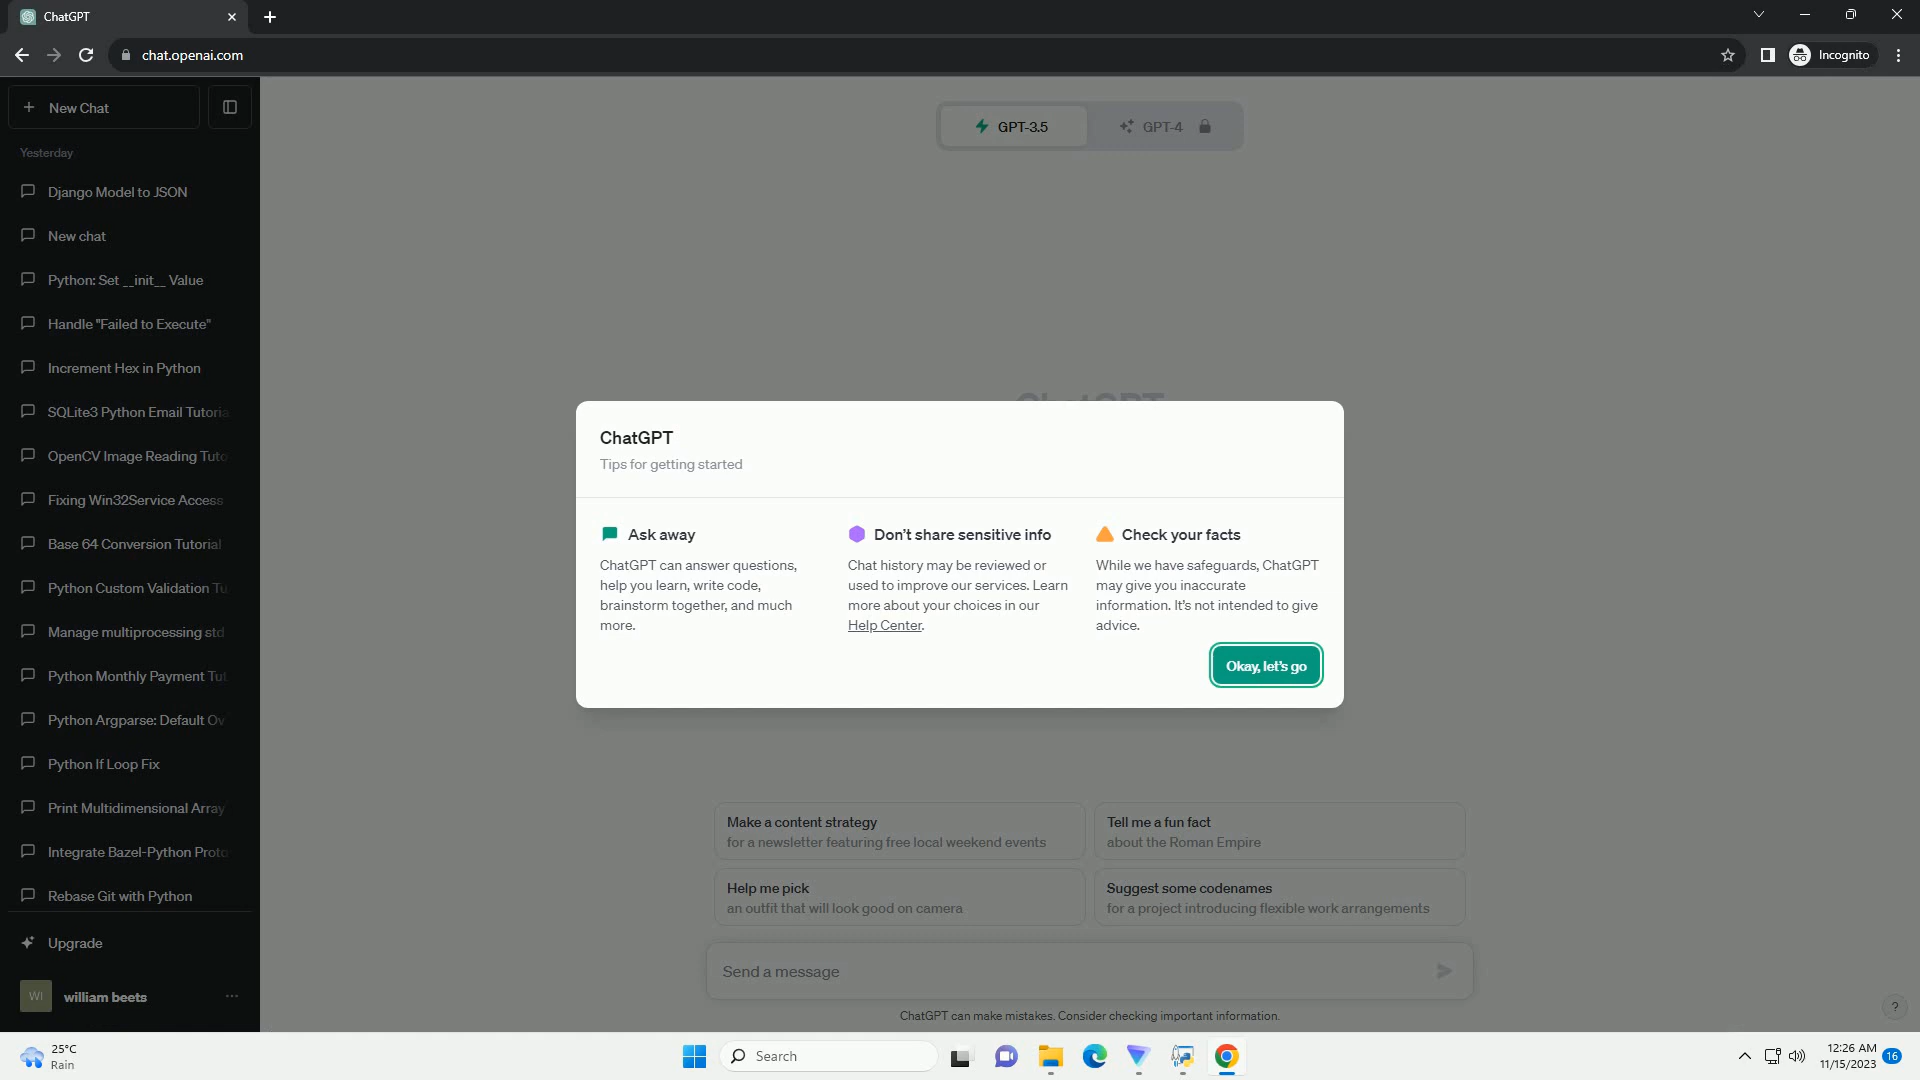 ChatGPT
chat.openai.com
Incognito
New Chat
Yesterday
Django Model to JSON
New chat
Python: Set __init__ Value
Handle "Failed to Execute"
Increment Hex in Python
SQLite3 Python Email Tutoria
OpenCV Image Reading Tuto
Fixing Win32Service Access
Base 64 Conversion Tutorial
Python Custom Validation Tu
Manage multiprocessing std
Python Monthly Payment Tut
Python Argparse: Default Ov
Python If Loop Fix
Print Multidimensional Array
Integrate Bazel-Python Proto
Rebase Git with Python
Upgrade
WI william beets
GPT-3.5 GPT-4
ChatGPT
ChatGPT
Tips for getting started
Ask away
ChatGPT can answer questions,
help you learn, write code,
brainstorm together, and much
more.
Don't share sensitive info
Chat history may be reviewed or
used to improve our services. Learn
more about your choices in our
Help Center.
Check your facts
While we have safeguards, ChatGPT
may give you inaccurate
information. It's not intended to give
advice.
Okay, let's go
Make a content strategy
for a newsletter featuring free local weekend events
Tell me a fun fact
about the Roman Empire
Help me pick
an outfit that will look good on camera
Suggest some codenames
for a project introducing flexible work arrangements
Send a message
ChatGPT can make mistakes. Consider checking important information.
?
25°C
Rain
Search
12:26 AM
11/15/2023
16